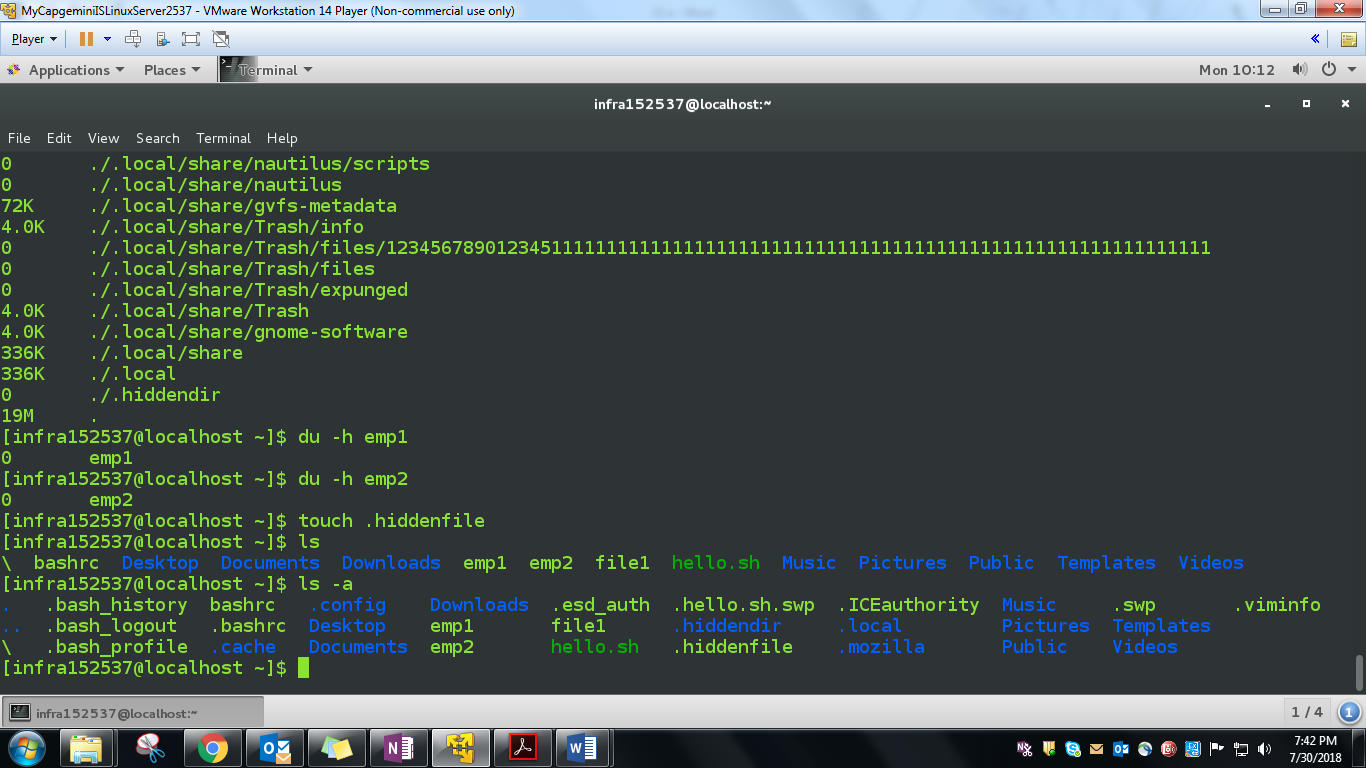 MyCapgeminiISLinuxServer2537 - VMware Workstation 14 Player (Non-commercial use only)
Player
Applications Places Terminal Mon 10:12
infra152537@localhost:~
File Edit View Search Terminal Help
0 ./.local/share/nautilus/scripts
0 ./.local/share/nautilus
72K ./.local/share/gvfs-metadata
4.0K ./.local/share/Trash/info
0 ./.local/share/Trash/files/123456789012345111111111111111111111111111111111111111111111111111111111111
0 ./.local/share/Trash/files
0 ./.local/share/Trash/expunged
4.0K ./.local/share/Trash
4.0K ./.local/share/gnome-software
336K ./.local/share
336K ./.local
0 ./.hiddendir
19M .
[infra152537@localhost ~]$ du -h emp1
0 emp1
[infra152537@localhost ~]$ du -h emp2
0 emp2
[infra152537@localhost ~]$ touch .hiddenfile
[infra152537@localhost ~]$ ls
\ bashrc Desktop Documents Downloads emp1 emp2 file1 hello.sh Music Pictures Public Templates Videos
[infra152537@localhost ~]$ ls -a
. .bash_history bashrc .config Downloads .esd_auth .hello.sh.swp .ICEauthority Music .swp .viminfo
.. .bash_logout .bashrc Desktop emp1 file1 .hiddendir .local Pictures Templates
\ .bash_profile .cache Documents emp2 hello.sh .hiddenfile .mozilla Public Videos
[infra152537@localhost ~]$
infra152537@localhost:~ 1 / 4 1
7:42 PM
7/30/2018